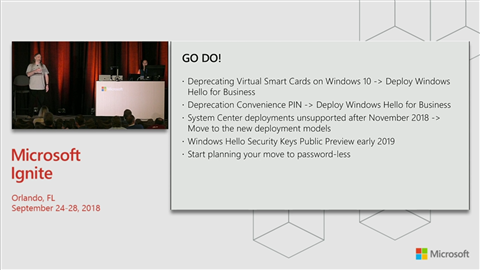 GO DO!
• Deprecating Virtual Smart Cards on Windows 10 -> Deploy Windows
Hello for Business
• Deprecation Convenience PIN -> Deploy Windows Hello for Business
• System Center deployments unsupported after November 2018 ->
Move to the new deployment models
• Windows Hello Security Keys Public Preview early 2019
• Start planning your move to password-less
Microsoft
Ignite
Orlando, FL
September 24-28, 2018
Microsoft